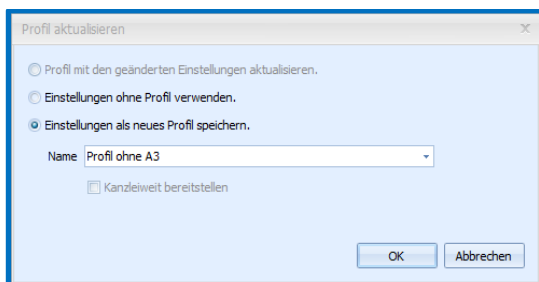 Profil aktualisieren
Profil mit den geänderten Einstellungen aktualisieren.
Einstellungen ohne Profil verwenden.
Einstellungen als neues Profil speichern.
Name Profil ohne A3
Kanzleiweit bereitstellen
OK Abbrechen